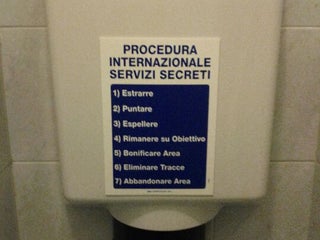 PROCEDURA
INTERNAZIONALE
SERVIZI SECRETI
1) Estrarre
2) Puntare
3) Espellere
4) Rimanere su Obiettivo
5) Bonificare Area
6) Eliminare Tracce
7) Abbandonare Area